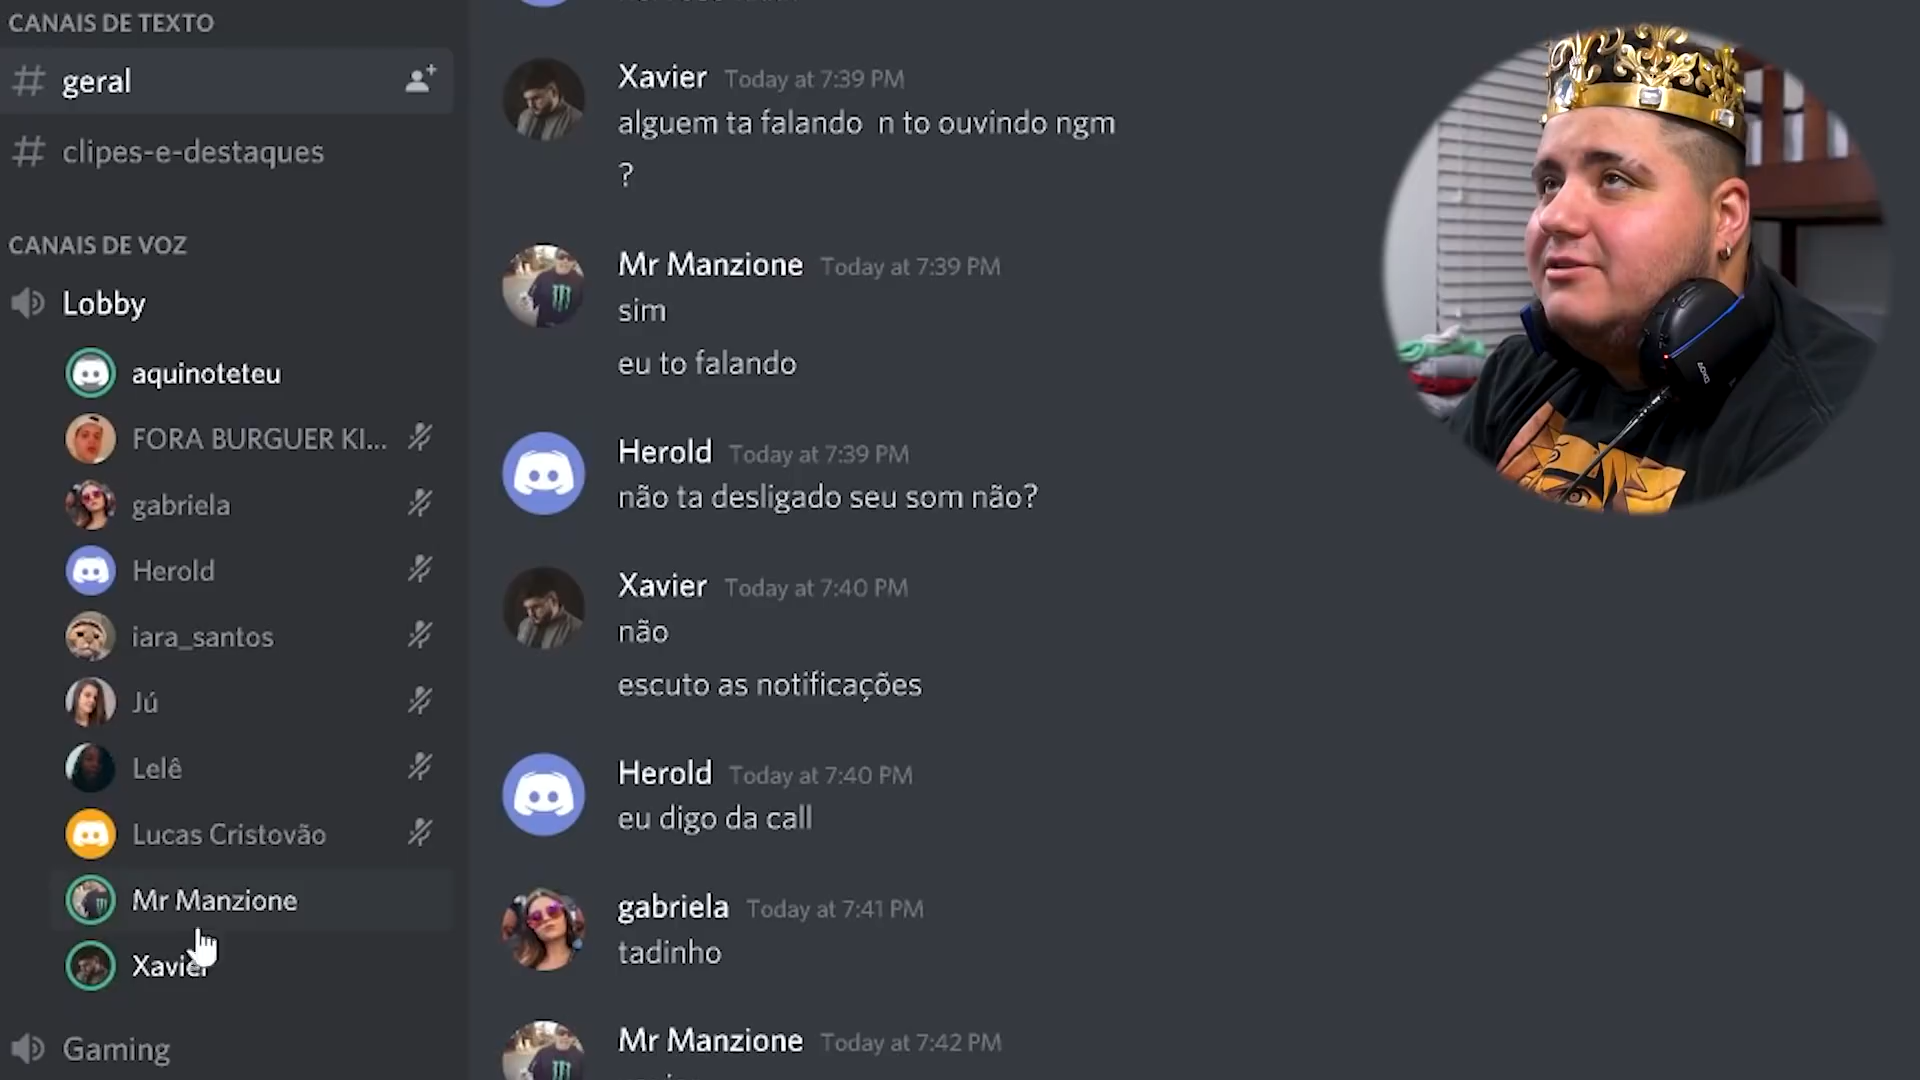 CANAIS DE TEXTO
geral
clipes-e-destaques
CANAIS DE VOZ
Lobby
aquinoteteu
FORA BURGUER KI...
gabriela
Herold
iara_santos
Jú
Lelê
Lucas Cristovão
Mr Manzione
Xavier
Gaming
Xavier Today at 7:39 PM
alguem ta falando n to ouvindo ngm
?
Mr Manzione Today at 7:39 PM
sim
eu to falando
Herold Today at 7:39 PM
não ta desligado seu som não?
Xavier Today at 7:40 PM
não
escuto as notificações
Herold Today at 7:40 PM
eu digo da call
gabriela Today at 7:41 PM
tadinho
Mr Manzione Today at 7:42 PM